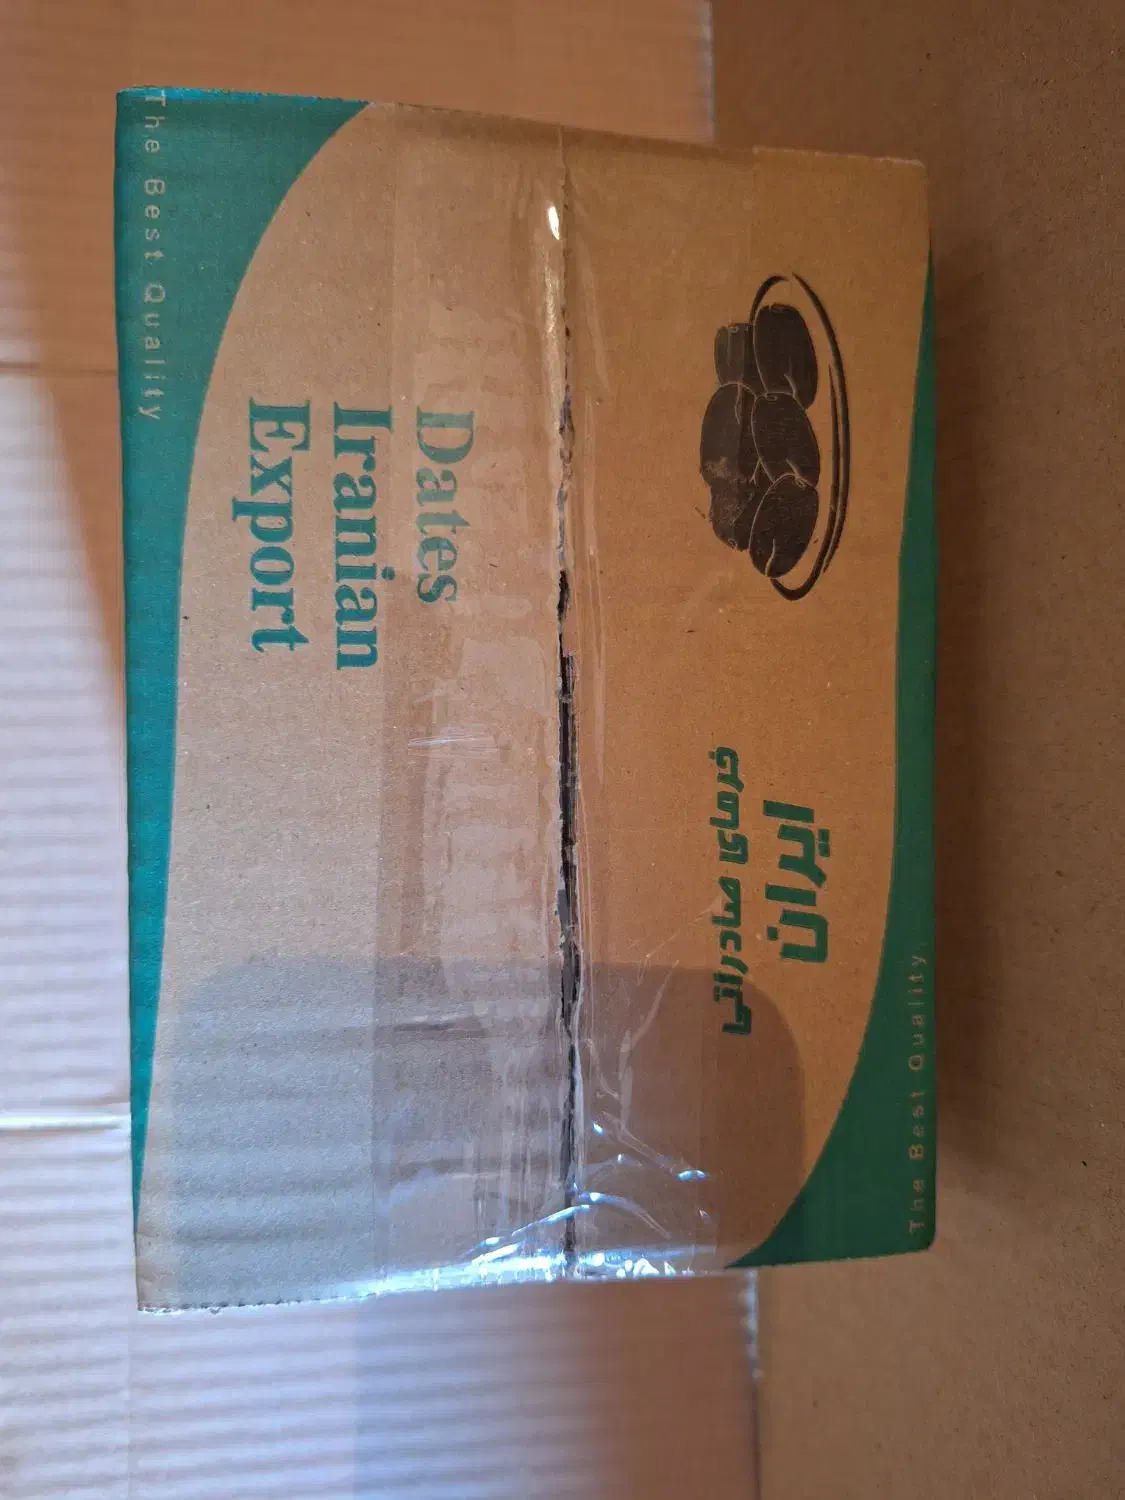 The Best Quality
Dates
Iranian
Export
خرمای صادراتی
ایران
The Best Quality